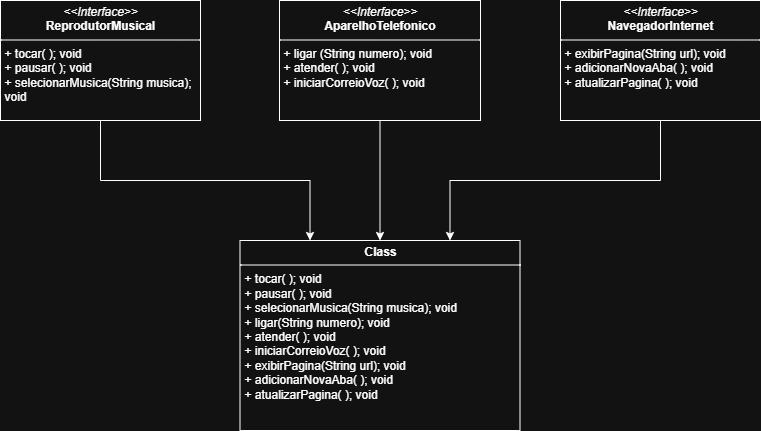 <<Interface>>
ReprodutorMusical
+ tocar( ); void
+ pausar( ); void
+ selecionarMusica(String musica);
void
<<Interface>>
AparelhoTelefonico
+ ligar (String numero); void
+ atender( ); void
+ iniciarCorreioVoz( ); void
<<Interface>>
NavegadorInternet
+ exibirPagina(String url); void
+ adicionarNovaAba( ); void
+ atualizarPagina( ); void
Class
+ tocar( ); void
+ pausar( ); void
+ selecionarMusica(String musica); void
+ ligar(String numero); void
+ atender( ); void
+ iniciarCorreioVoz( ); void
+ exibirPagina(String url); void
+ adicionarNovaAba( ); void
+ atualizarPagina( ); void